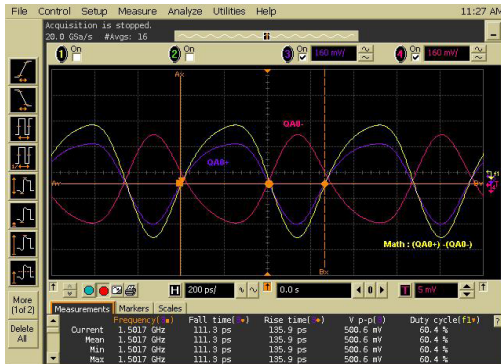 File Control Setup Measure Analyze Utilities Help 11:27 AM
Acquisition is stopped.
20.0 GSa/s #Avgs: 16
1 On 2 On 3 On 160 mV/ 4 On 160 mV/
Ax
QA0-
QA0+
Ay By
Math : (QA0+) -(QA0-)
Bx
H 200 ps/ 0.0 s 0 T 5 mV
More
(1of 2)
Delete
All
Measurements Markers Scales
Frequency Fall time Rise time V p-p Duty cycle(f1)
Current 1.5017 GHz 111.3 ps 135.9 ps 500.6 mV 60.4 %
Mean 1.5017 GHz 111.3 ps 135.9 ps 500.6 mV 60.4 %
Min 1.5017 GHz 111.3 ps 135.9 ps 500.6 mV 60.4 %
Max 1.5017 GHz 111.3 ps 135.9 ps 500.6 mV 60.4 %